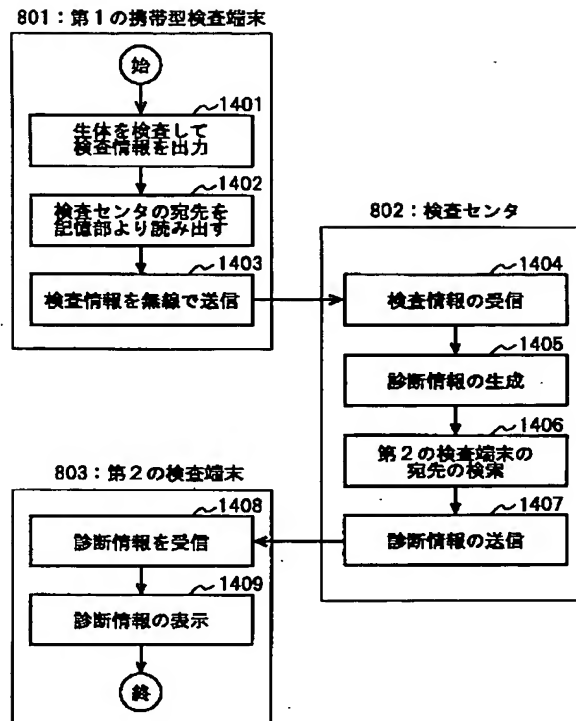 801：第１の携帯型検査端末
始
1401
生体を検査して
検査情報を出力
1402
検査センタの宛先を
記憶部より読み出す
1403
検査情報を無線で送信
802：検査センタ
1404
検査情報の受信
1405
診断情報の生成
1406
第２の検査端末の
宛先の検索
1407
診断情報の送信
803：第２の検査端末
1408
診断情報を受信
1409
診断情報の表示
終